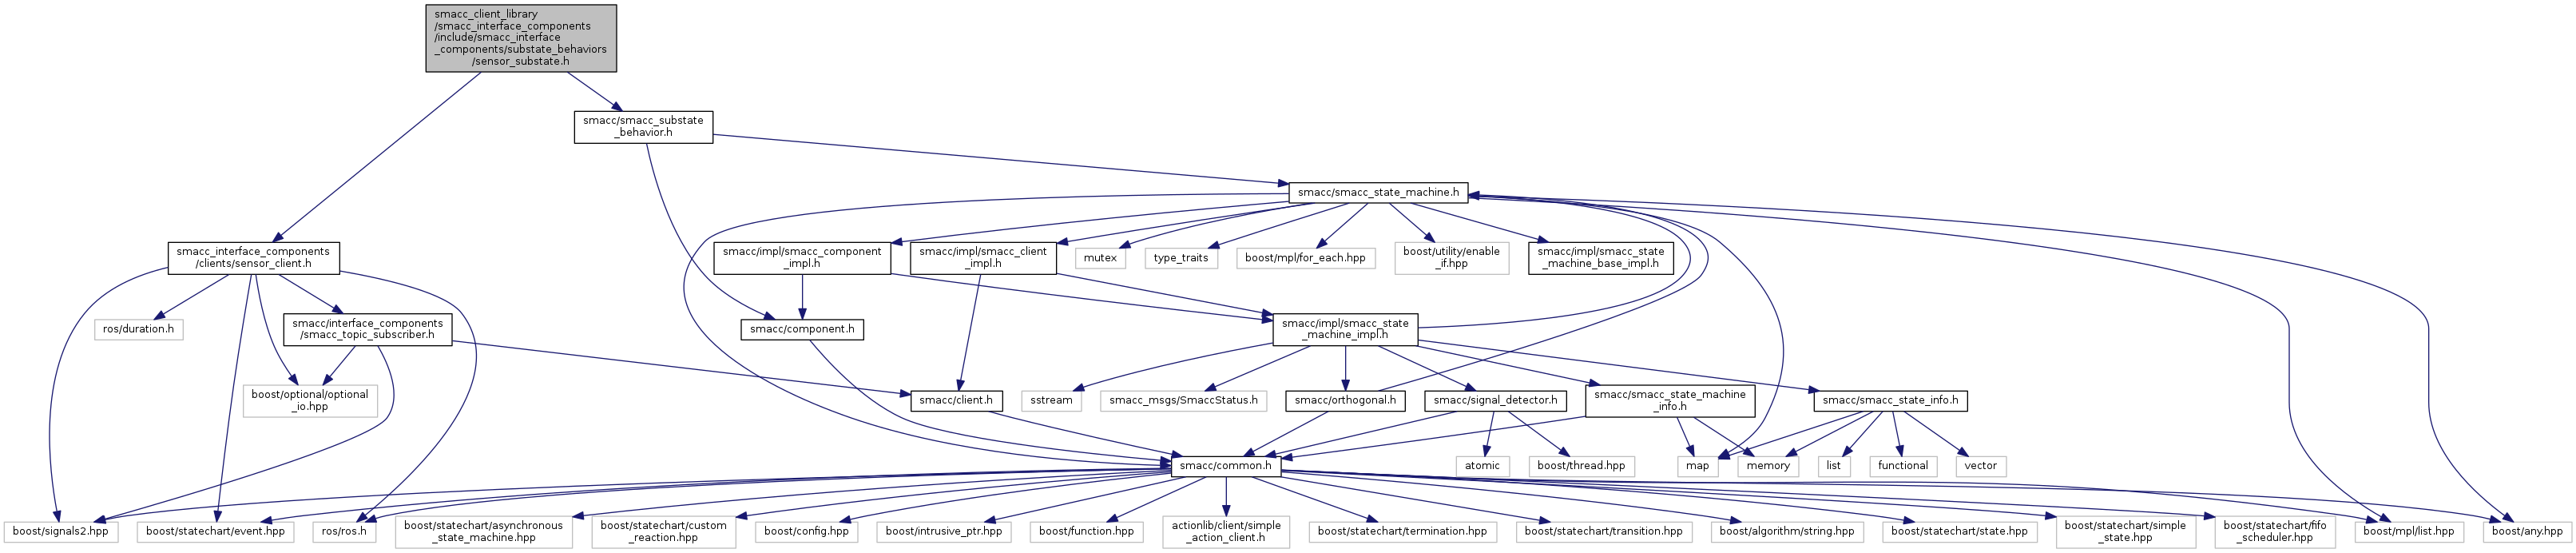 smacc_client_library
/smacc_interface_components
/include/smacc_interface
_components/substate_behaviors
/sensor_substate.h
smacc/smacc_substate
_behavior.h
smacc/smacc_state_machine.h
smacc_interface_components
/clients/sensor_client.h
smacc/impl/smacc_component
_impl.h
smacc/impl/smacc_client
_impl.h
mutex
type_traits
boost/mpl/for_each.hpp
boost/utility/enable
_if.hpp
smacc/impl/smacc_state
_machine_base_impl.h
ros/duration.h
smacc/interface_components
/smacc_topic_subscriber.h
smacc/component.h
smacc/impl/smacc_state
_machine_impl.h
boost/optional/optional
_io.hpp
smacc/client.h
sstream
smacc_msgs/SmaccStatus.h
smacc/orthogonal.h
smacc/signal_detector.h
smacc/smacc_state_machine
_info.h
smacc/smacc_state_info.h
smacc/common.h
atomic
boost/thread.hpp
map
memory
list
functional
vector
boost/signals2.hpp
boost/statechart/event.hpp
ros/ros.h
boost/statechart/asynchronous
_state_machine.hpp
boost/statechart/custom
_reaction.hpp
boost/config.hpp
boost/intrusive_ptr.hpp
boost/function.hpp
actionlib/client/simple
_action_client.h
boost/statechart/termination.hpp
boost/statechart/transition.hpp
boost/algorithm/string.hpp
boost/statechart/state.hpp
boost/statechart/simple
_state.hpp
boost/statechart/fifo
_scheduler.hpp
boost/mpl/list.hpp
boost/any.hpp